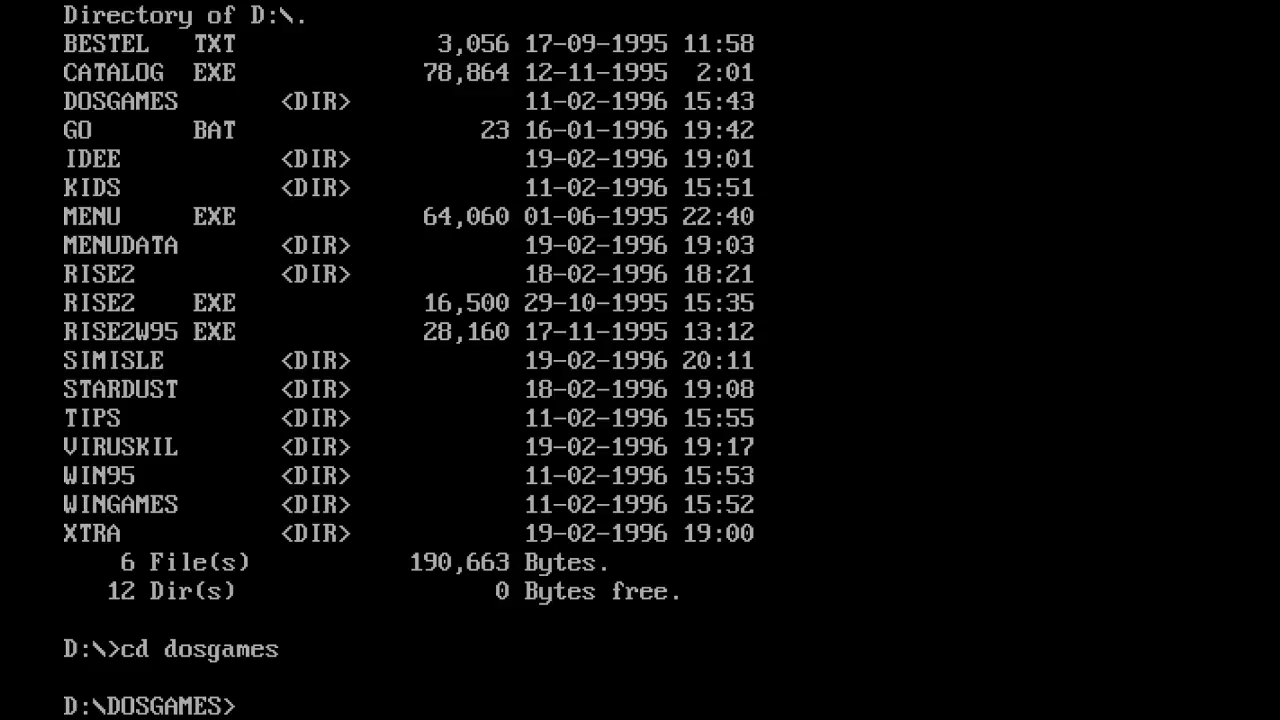 Directory of D:\.
BESTEL   TXT              3,056 17-09-1995 11:58
CATALOG  EXE             78,864 12-11-1995  2:01
DOSGAMES       <DIR>            11-02-1996 15:43
GO       BAT                 23 16-01-1996 19:42
IDEE           <DIR>            19-02-1996 19:01
KIDS           <DIR>            11-02-1996 15:51
MENU     EXE             64,060 01-06-1995 22:40
MENUDATA       <DIR>            19-02-1996 19:03
RISE2          <DIR>            18-02-1996 18:21
RISE2    EXE             16,500 29-10-1995 15:35
RISE2W95 EXE             28,160 17-11-1995 13:12
SIMISLE        <DIR>            19-02-1996 20:11
STARDUST       <DIR>            18-02-1996 19:08
TIPS           <DIR>            11-02-1996 15:55
VIRUSKIL       <DIR>            19-02-1996 19:17
WIN95          <DIR>            11-02-1996 15:53
WINGAMES       <DIR>            11-02-1996 15:52
XTRA           <DIR>            19-02-1996 19:00
    6 File(s)           190,663 Bytes.
   12 Dir(s)                  0 Bytes free.
D:\>cd dosgames
D:\DOSGAMES>